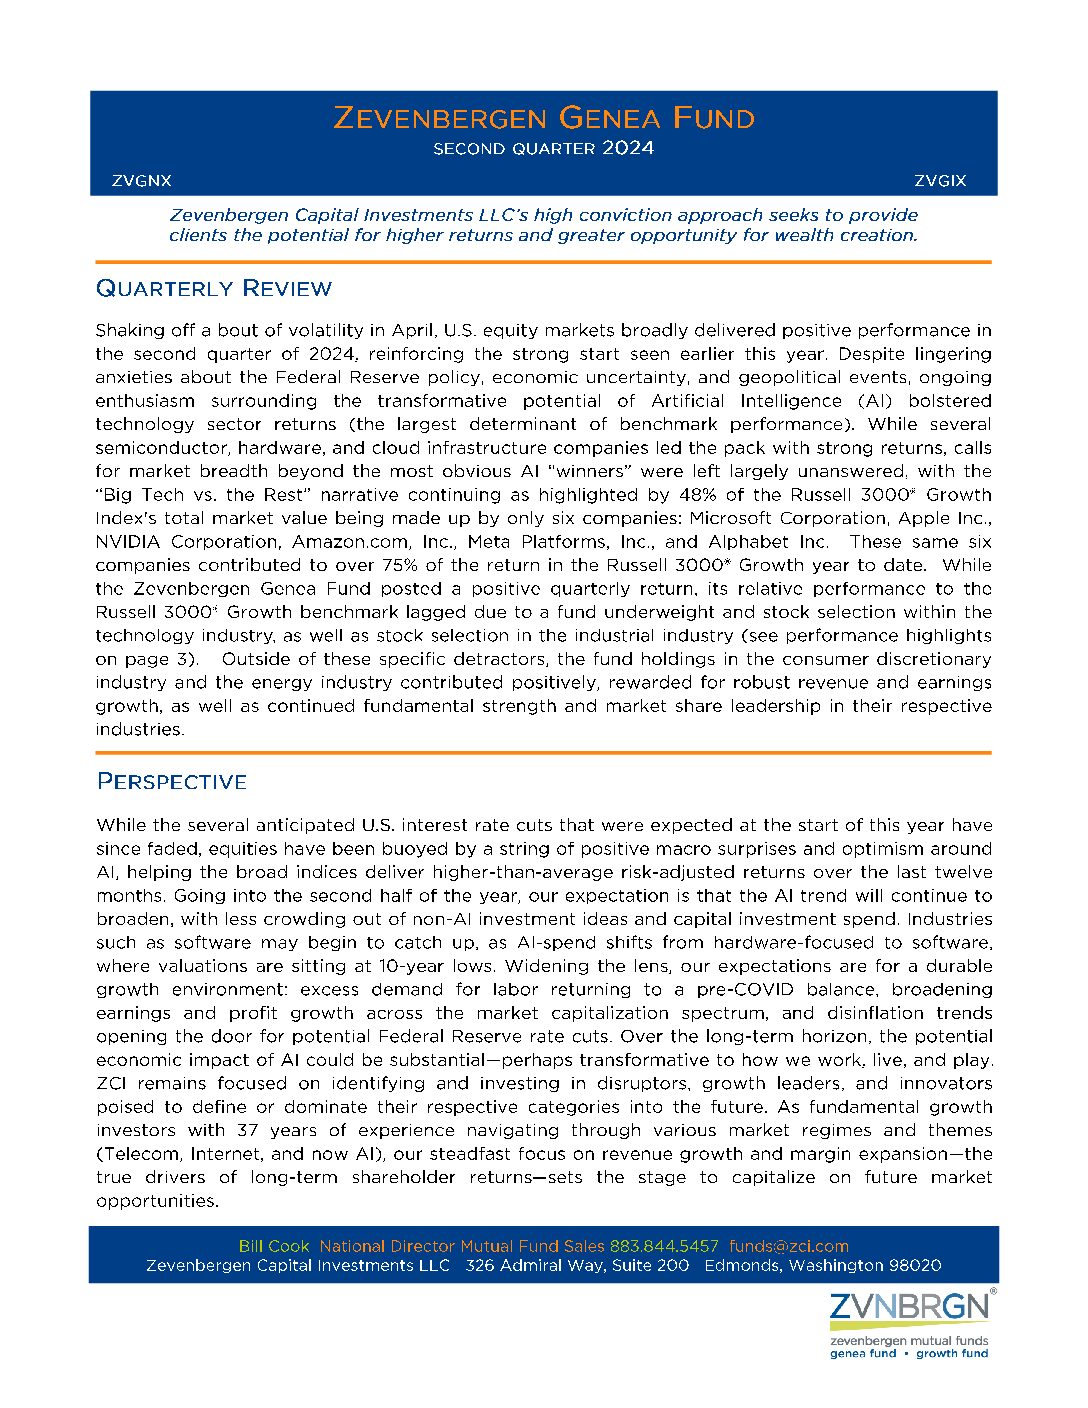 ZEVENBERGEN GENEA FUND
SECOND QUARTER 2024
ZVGNX ZVGIX
Zevenbergen Capital Investments LLC's high conviction approach seeks to provide
clients the potential for higher returns and greater opportunity for wealth creation.
QUARTERLY REVIEW
Shaking off a bout of volatility in April, U.S. equity markets broadly delivered positive performance in
the second quarter of 2024, reinforcing the strong start seen earlier this year. Despite lingering
anxieties about the Federal Reserve policy, economic uncertainty, and geopolitical events, ongoing
enthusiasm surrounding the transformative potential of Artificial Intelligence (AI) bolstered
technology sector returns (the largest determinant of benchmark performance). While several
semiconductor, hardware, and cloud infrastructure companies led the pack with strong returns, calls
for market breadth beyond the most obvious AI “winners” were left largely unanswered, with the
“Big Tech vs. the Rest” narrative continuing as highlighted by 48% of the Russell 3000® Growth
Index's total market value being made up by only six companies: Microsoft Corporation, Apple Inc.,
NVIDIA Corporation, Amazon.com, Inc., Meta Platforms, Inc., and Alphabet Inc. These same six
companies contributed to over 75% of the return in the Russell 3000® Growth year to date. While
the Zevenbergen Genea Fund posted a positive quarterly return, its relative performance to the
Russell 3000® Growth benchmark lagged due to a fund underweight and stock selection within the
technology industry, as well as stock selection in the industrial industry (see performance highlights
on page 3). Outside of these specific detractors, the fund holdings in the consumer discretionary
industry and the energy industry contributed positively, rewarded for robust revenue and earnings
growth, as well as continued fundamental strength and market share leadership in their respective
industries.
PERSPECTIVE
While the several anticipated U.S. interest rate cuts that were expected at the start of this year have
since faded, equities have been buoyed by a string of positive macro surprises and optimism around
AI, helping the broad indices deliver higher-than-average risk-adjusted returns over the last twelve
months. Going into the second half of the year, our expectation is that the AI trend will continue to
broaden, with less crowding out of non-AI investment ideas and capital investment spend. Industries
such as software may begin to catch up, as AI-spend shifts from hardware-focused to software,
where valuations are sitting at 10-year lows. Widening the lens, our expectations are for a durable
growth environment: excess demand for labor returning to a pre-COVID balance, broadening
earnings and profit growth across the market capitalization spectrum, and disinflation trends
opening the door for potential Federal Reserve rate cuts. Over the long-term horizon, the potential
economic impact of AI could be substantial—perhaps transformative to how we work, live, and play.
ZCI remains focused on identifying and investing in disruptors, growth leaders, and innovators
poised to define or dominate their respective categories into the future. As fundamental growth
investors with 37 years of experience navigating through various market regimes and themes
(Telecom, Internet, and now AI), our steadfast focus on revenue growth and margin expansion—the
true drivers of long-term shareholder returns—sets the stage to capitalize on future market
opportunities.
Bill Cook National Director Mutual Fund Sales 883.844.5457 funds@zci.com
Zevenbergen Capital Investments LLC 326 Admiral Way, Suite 200 Edmonds, Washington 98020
ZVNBRGN®
zevenbergen mutual funds
genea fund • growth fund